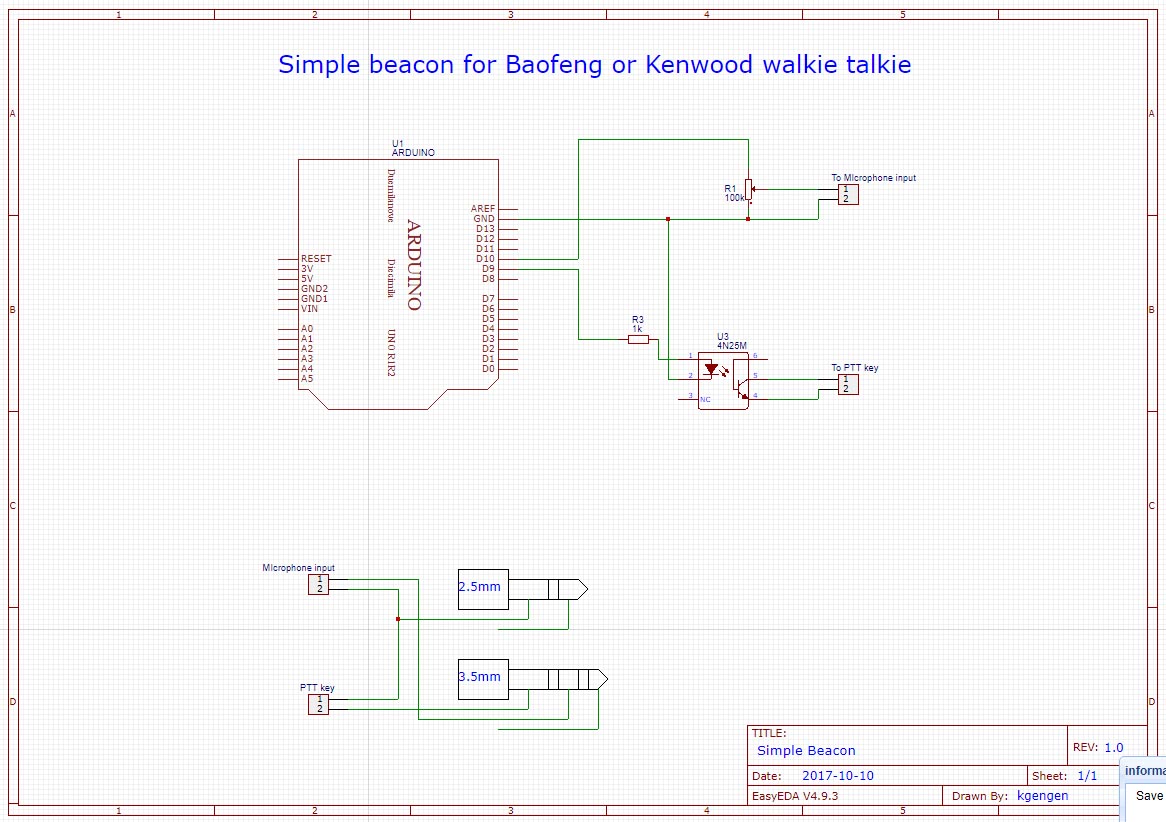 1 2 3 4 5
Simple beacon for Baofeng or Kenwood walkie talkie
A
A
U1
ARDUINO
Duemilanove
Diecimila
UNO R1R2
ARDUINO
AREF
GND
D13
D12
D11
D10
D9
D8
D7
D6
D5
D4
D3
D2
D1
D0
RESET
3V
5V
GND2
GND1
VIN
A0
A1
A2
A3
A4
A5
R1
100k
To Microphone input
1
2
B
B
R3
1k
U3
4N25M
1
2
3
NC
6
5
4
To PTT key
1
2
C
C
Microphone input
1
2
2.5mm
3.5mm
PTT key
1
2
D
D
TITLE:
Simple Beacon
REV: 1.0
Date: 2017-10-10
Sheet: 1/1
EasyEDA V4.9.3
Drawn By: kgengen
informa
Save
1 2 3 4 5